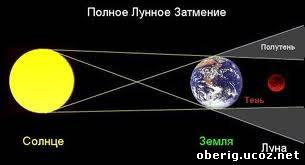 Полное Лунное Затмение
Полутень
Тень
Солнце
Земля
Луна
oberig.ucoz.net